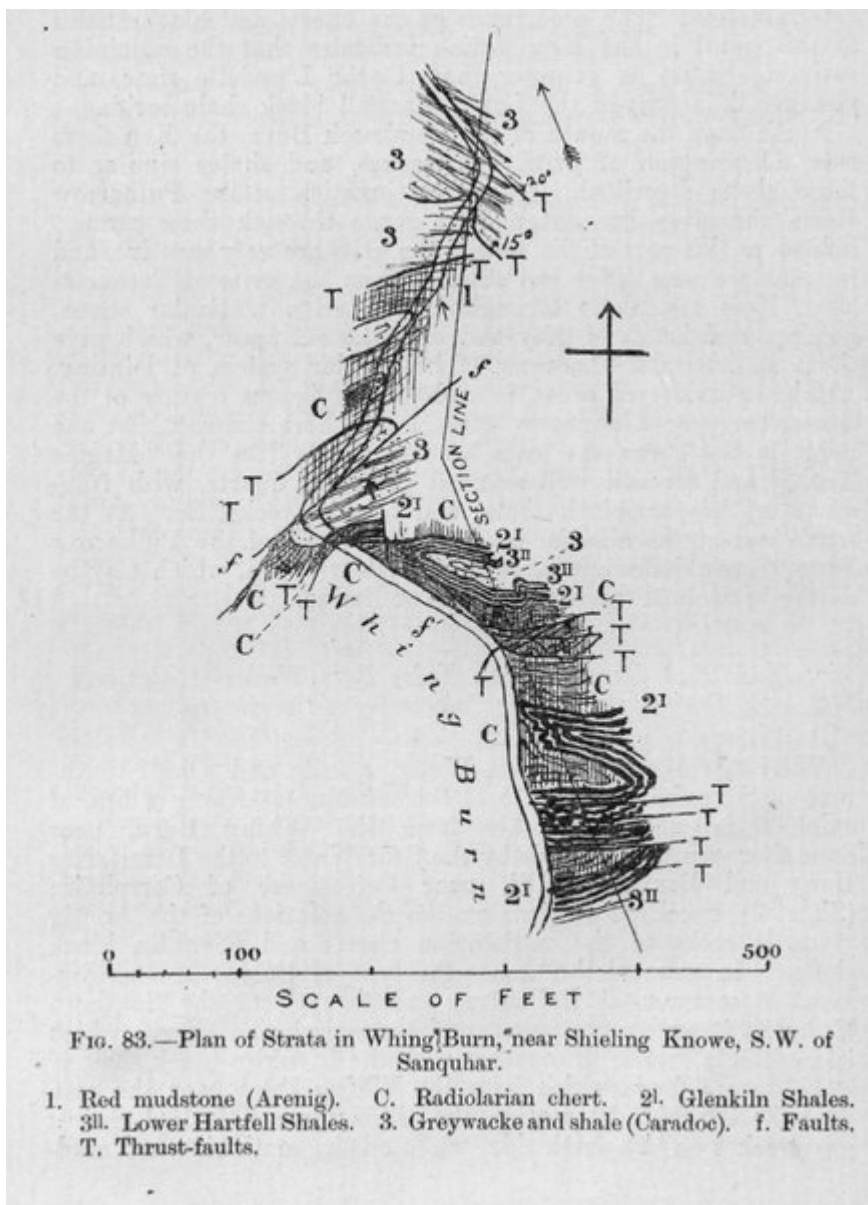 3
3
20°
T
3
15°
T
T
T
1
f
C
SECTION LINE
3
T
T
2I
C
f
2I
3
3II
3II
C
2I
C
T
T
C
T
Whing
f
T
T
T
C
2I
C
Burn
T
T
T
T
2I
3II
0 100 500
SCALE OF FEET
FIG. 83.—Plan of Strata in Whing Burn, near Shieling Knowe, S.W. of
Sanquhar.
1. Red mudstone (Arenig). C. Radiolarian chert. 2I. Glenkiln Shales.
3II. Lower Hartfell Shales. 3. Greywacke and shale (Caradoc). f. Faults.
T. Thrust-faults.